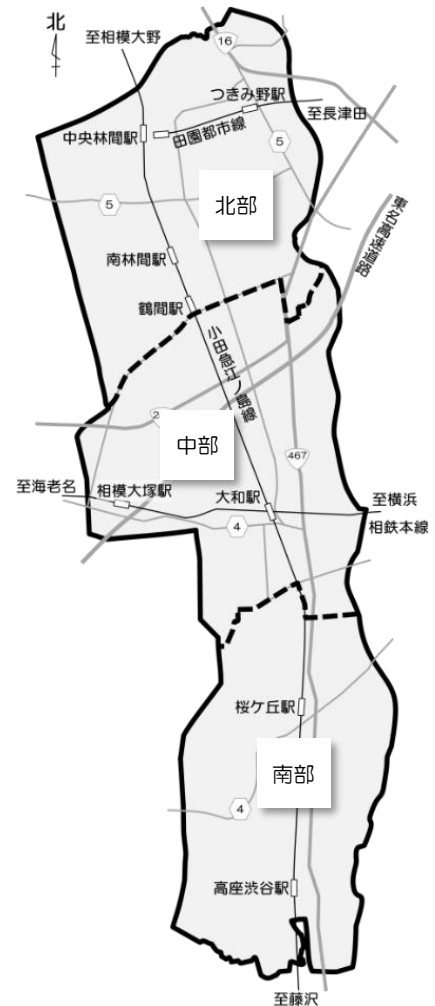 北
至相模大野
16
つきみ野駅
至長津田
中央林間駅
田園都市線
5
5
北部
東名高速道路
南林間駅
鶴間駅
小田急江ノ島線
2
中部
467
至海老名
相模大塚駅
大和駅
至横浜
4
相鉄本線
桜ケ丘駅
南部
4
高座渋谷駅
至藤沢